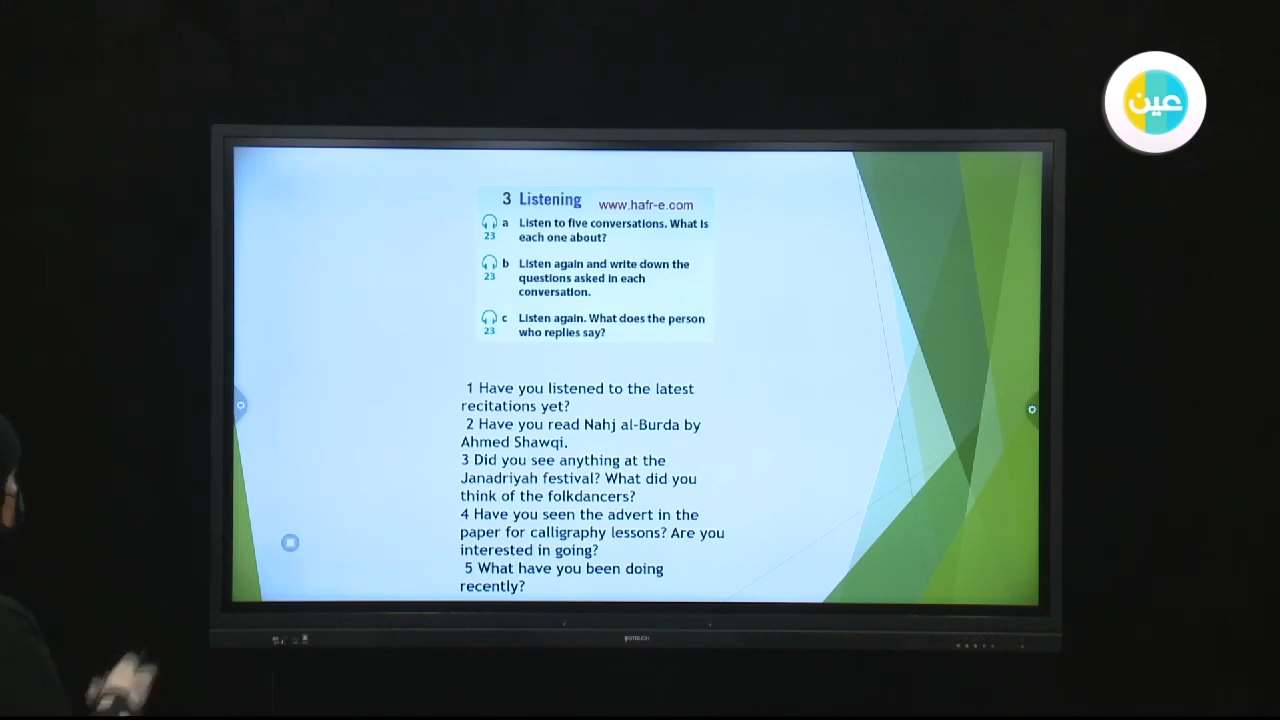 عين
3 Listening www.hafr-e.com
23 a Listen to five conversations. What is
each one about?
23 b Listen again and write down the
questions asked in each
conversation.
23 c Listen again. What does the person
who replies say?
1 Have you listened to the latest
recitations yet?
2 Have you read Nahj al-Burda by
Ahmed Shawqi.
3 Did you see anything at the
Janadriyah festival? What did you
think of the folkdancers?
4 Have you seen the advert in the
paper for calligraphy lessons? Are you
interested in going?
5 What have you been doing
recently?